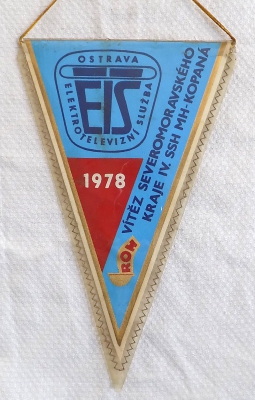 OSTRAVA
ETS
ELEKTROTELEVIZNÍ SLUŽBA
1978
VÍTĚZ SEVEROMORAVSKÉHO
KRAJE IV. SSH MH-KOPANÁ
ROH